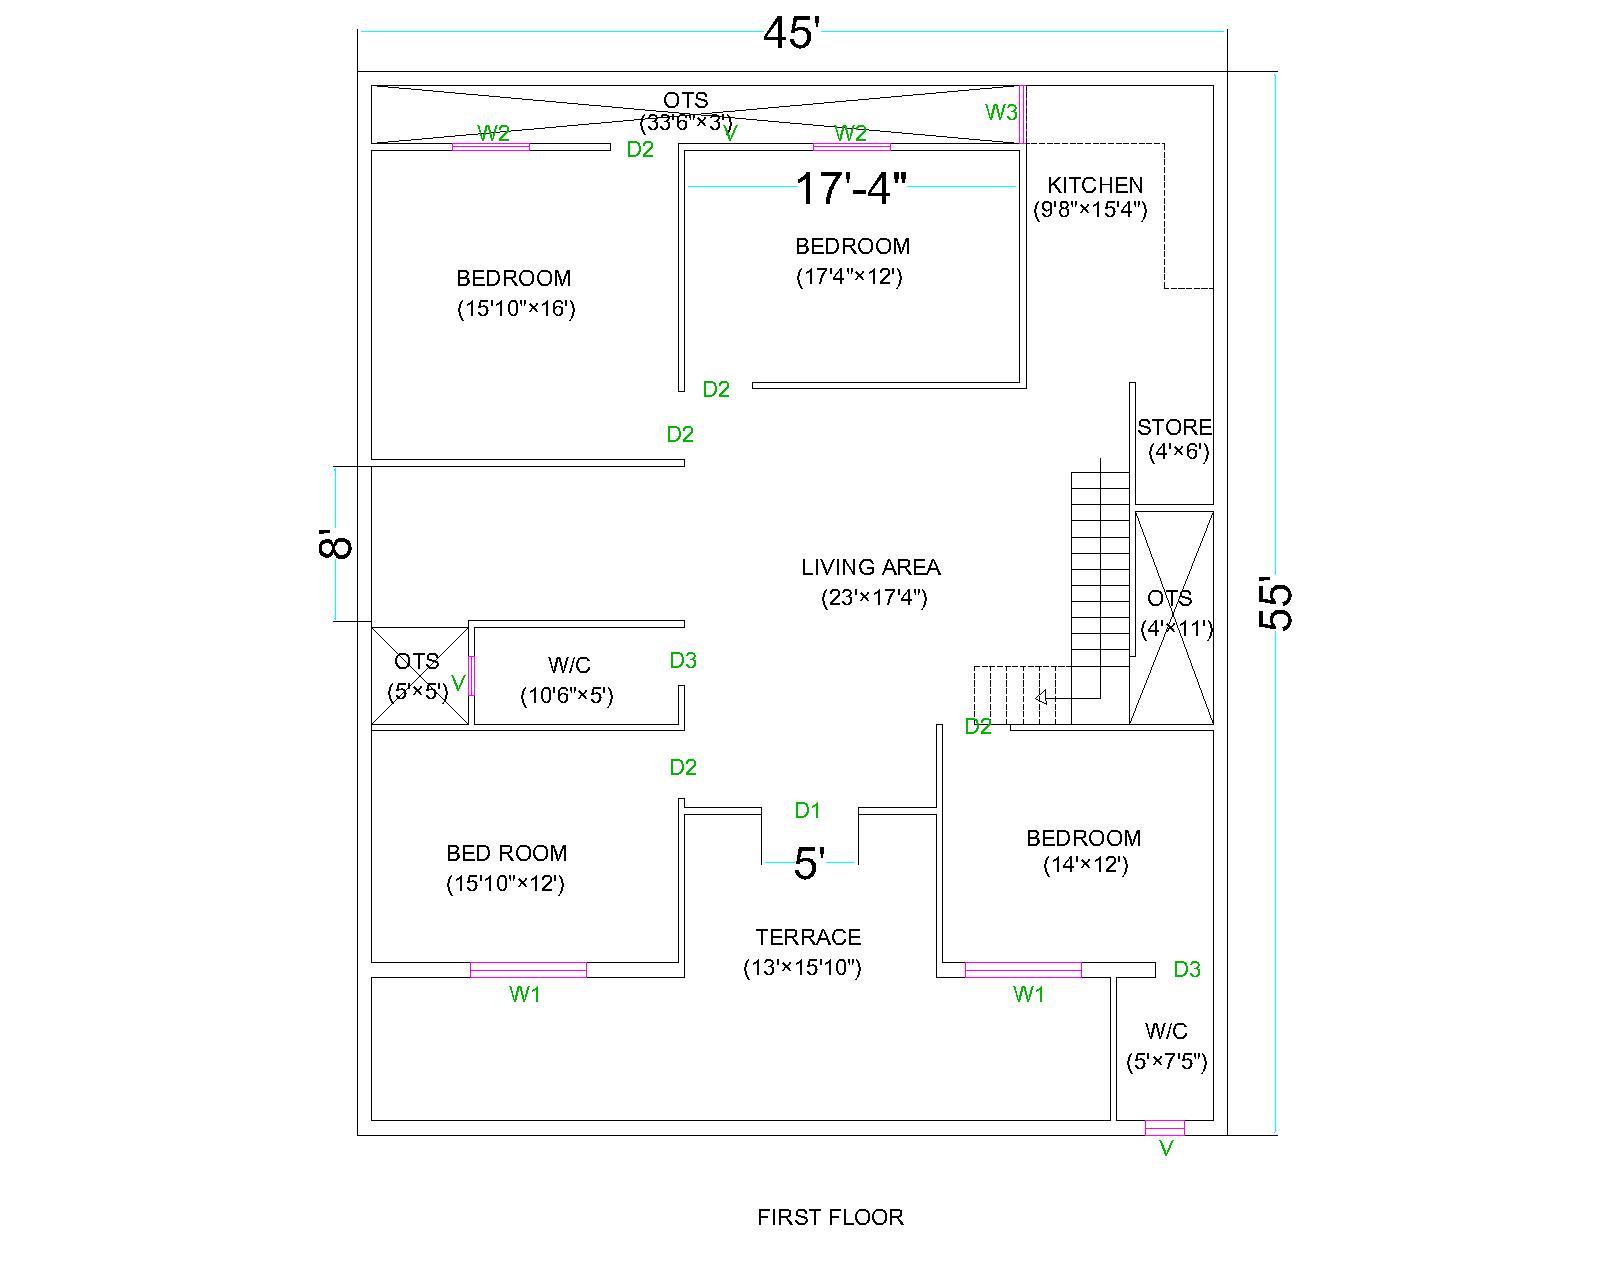 45'
OTS
(33'6"×3')
W3
W2
V
W2
D2
17'-4"
KITCHEN
(9'8"×15'4")
BEDROOM
(17'4"×12')
BEDROOM
(15'10"×16')
D2
D2
STORE
(4'×6')
8'
LIVING AREA
(23'×17'4")
OTS
(4'×11')
55'
OTS
(5'×5')
V
W/C
(10'6"×5')
D3
D2
D2
D1
BED ROOM
(15'10"×12')
5'
BEDROOM
(14'×12')
TERRACE
(13'×15'10")
D3
W1
W1
W/C
(5'×7'5")
V
FIRST FLOOR